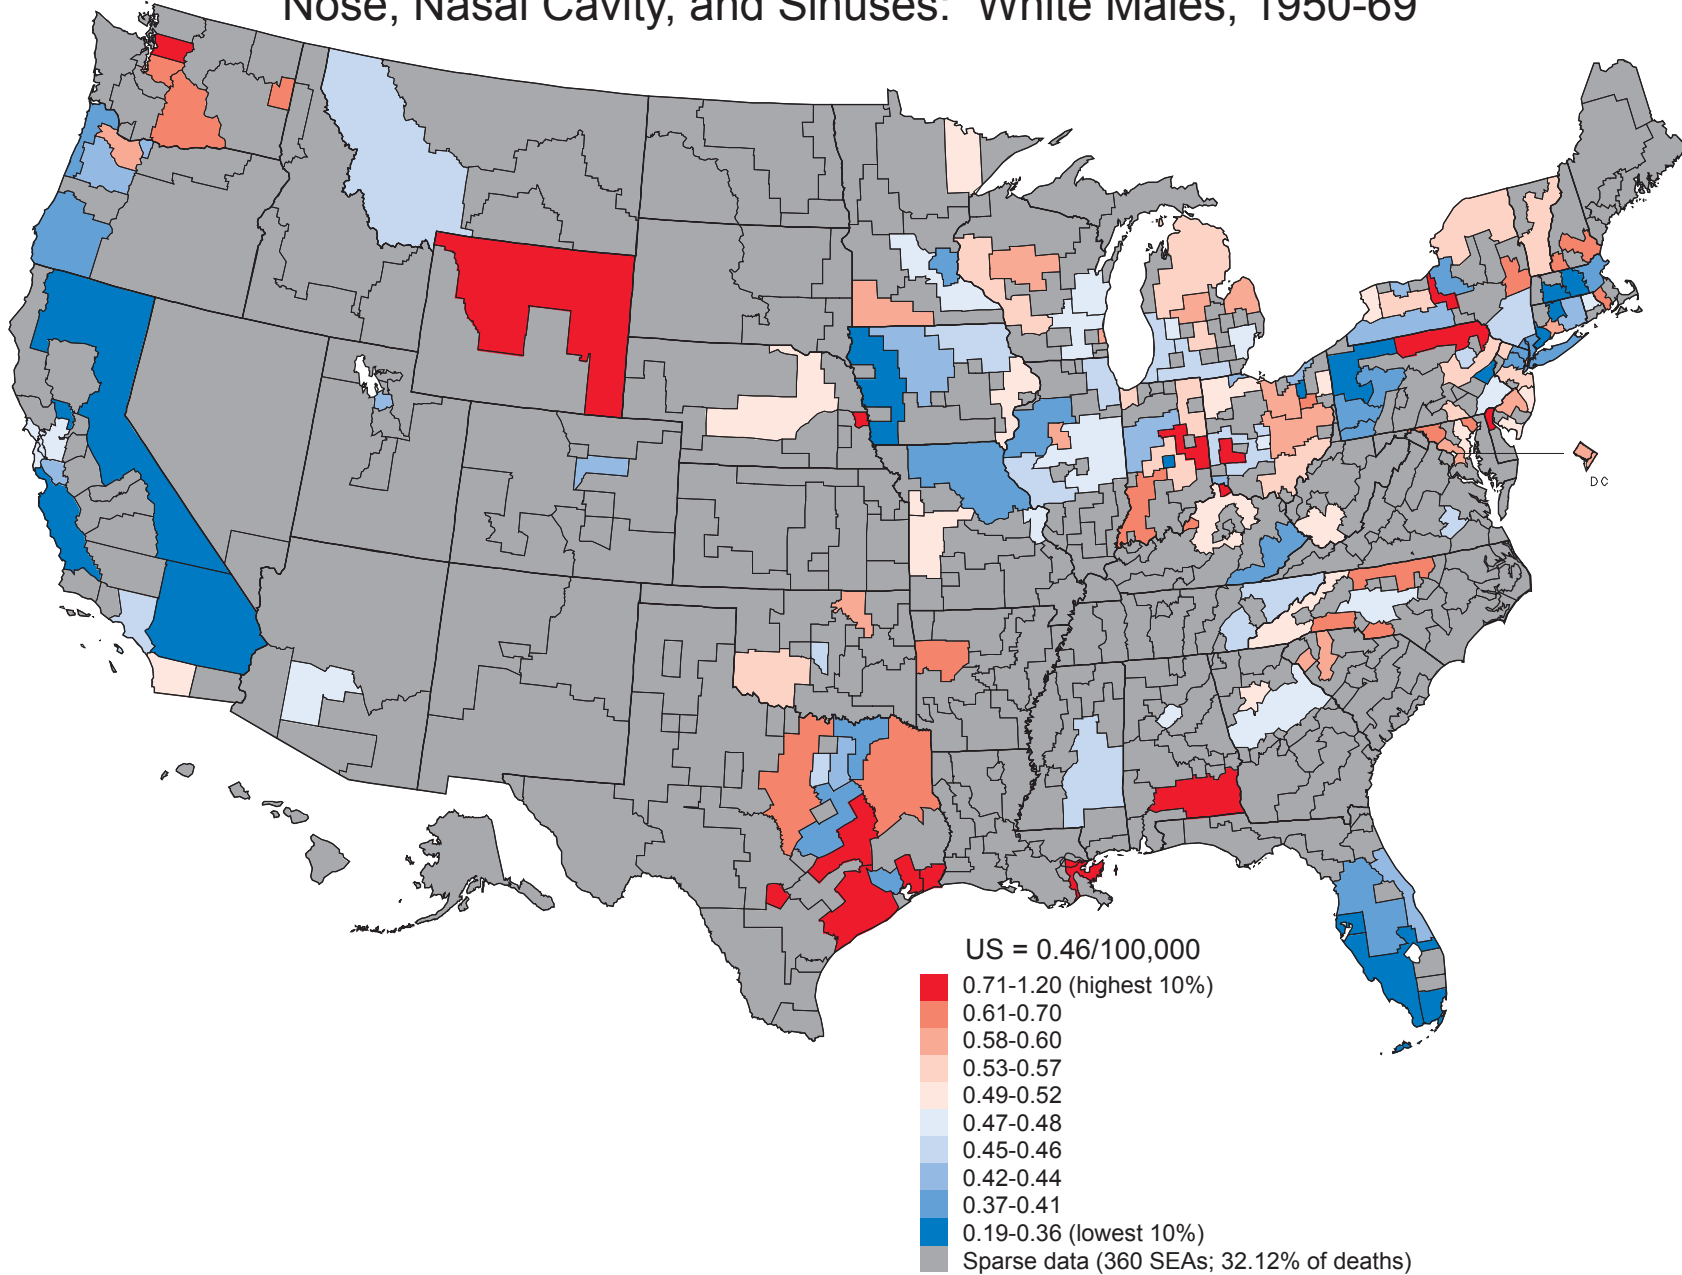 Nose, Nasal Cavity, and Sinuses: White Males, 1950-69
DC
US = 0.46/100,000
0.71-1.20 (highest 10%)
0.61-0.70
0.58-0.60
0.53-0.57
0.49-0.52
0.47-0.48
0.45-0.46
0.42-0.44
0.37-0.41
0.19-0.36 (lowest 10%)
Sparse data (360 SEAs; 32.12% of deaths)